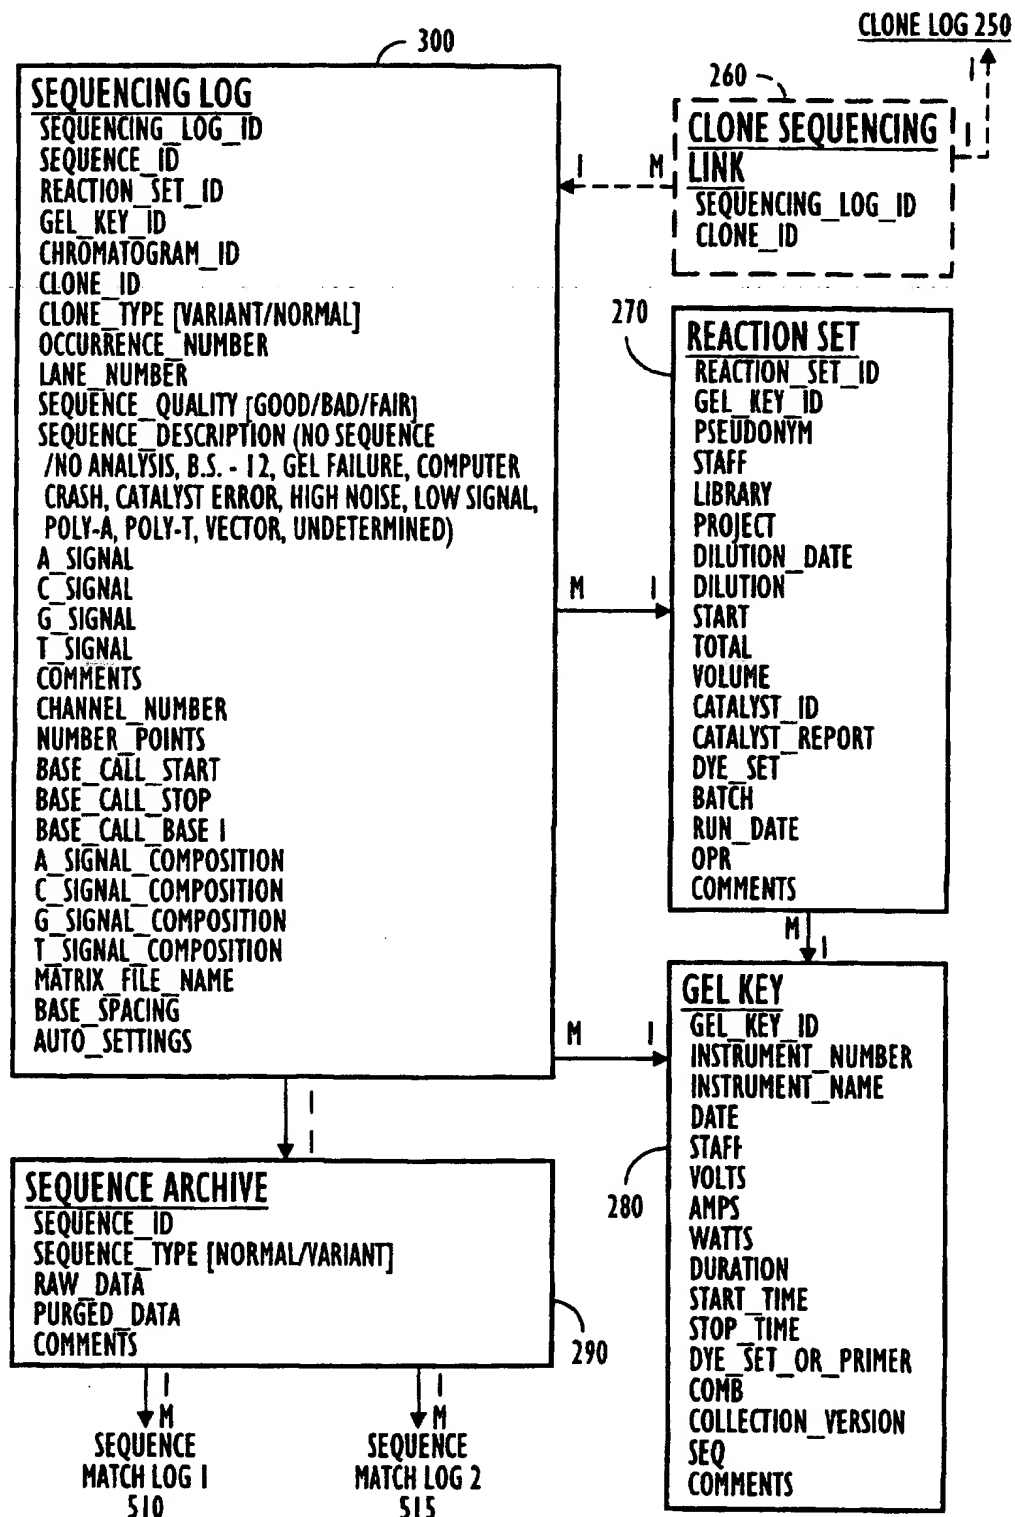 CLONE LOG 250
300
SEQUENCING LOG
SEQUENCING_LOG_ID
SEQUENCE_ID
REACTION_SET_ID
GEL_KEY_ID
CHROMATOGRAM_ID
CLONE_ID
CLONE_TYPE [VARIANT/NORMAL]
OCCURRENCE_NUMBER
LANE_NUMBER
SEQUENCE_QUALITY [GOOD/BAD/FAIR]
SEQUENCE_DESCRIPTION (NO SEQUENCE
/NO ANALYSIS, B.S. - 12, GEL FAILURE, COMPUTER
CRASH, CATALYST ERROR, HIGH NOISE, LOW SIGNAL,
POLY-A, POLY-T, VECTOR, UNDETERMINED)
A_SIGNAL
C_SIGNAL
G_SIGNAL
T_SIGNAL
COMMENTS
CHANNEL_NUMBER
NUMBER_POINTS
BASE_CALL_START
BASE_CALL_STOP
BASE_CALL_BASE 1
A_SIGNAL_COMPOSITION
C_SIGNAL_COMPOSITION
G_SIGNAL_COMPOSITION
T_SIGNAL_COMPOSITION
MATRIX_FILE_NAME
BASE_SPACING
AUTO_SETTINGS
1 M
260
1
1
CLONE SEQUENCING
LINK
SEQUENCING_LOG_ID
CLONE_ID
270
REACTION SET
REACTION_SET_ID
GEL_KEY_ID
PSEUDONYM
STAFF
LIBRARY
PROJECT
DILUTION_DATE
DILUTION
START
TOTAL
VOLUME
CATALYST_ID
CATALYST_REPORT
DYE_SET
BATCH
RUN_DATE
OPR
COMMENTS
M 1
M
1
M 1
GEL KEY
GEL_KEY_ID
INSTRUMENT_NUMBER
INSTRUMENT_NAME
DATE
STAFF
VOLTS
AMPS
WATTS
DURATION
START_TIME
STOP_TIME
DYE_SET_OR_PRIMER
COMB
COLLECTION_VERSION
SEQ
COMMENTS
280
1
1
SEQUENCE ARCHIVE
SEQUENCE_ID
SEQUENCE_TYPE [NORMAL/VARIANT]
RAW_DATA
PURGED_DATA
COMMENTS
290
1
M
SEQUENCE
MATCH LOG 1
510
1
M
SEQUENCE
MATCH LOG 2
515